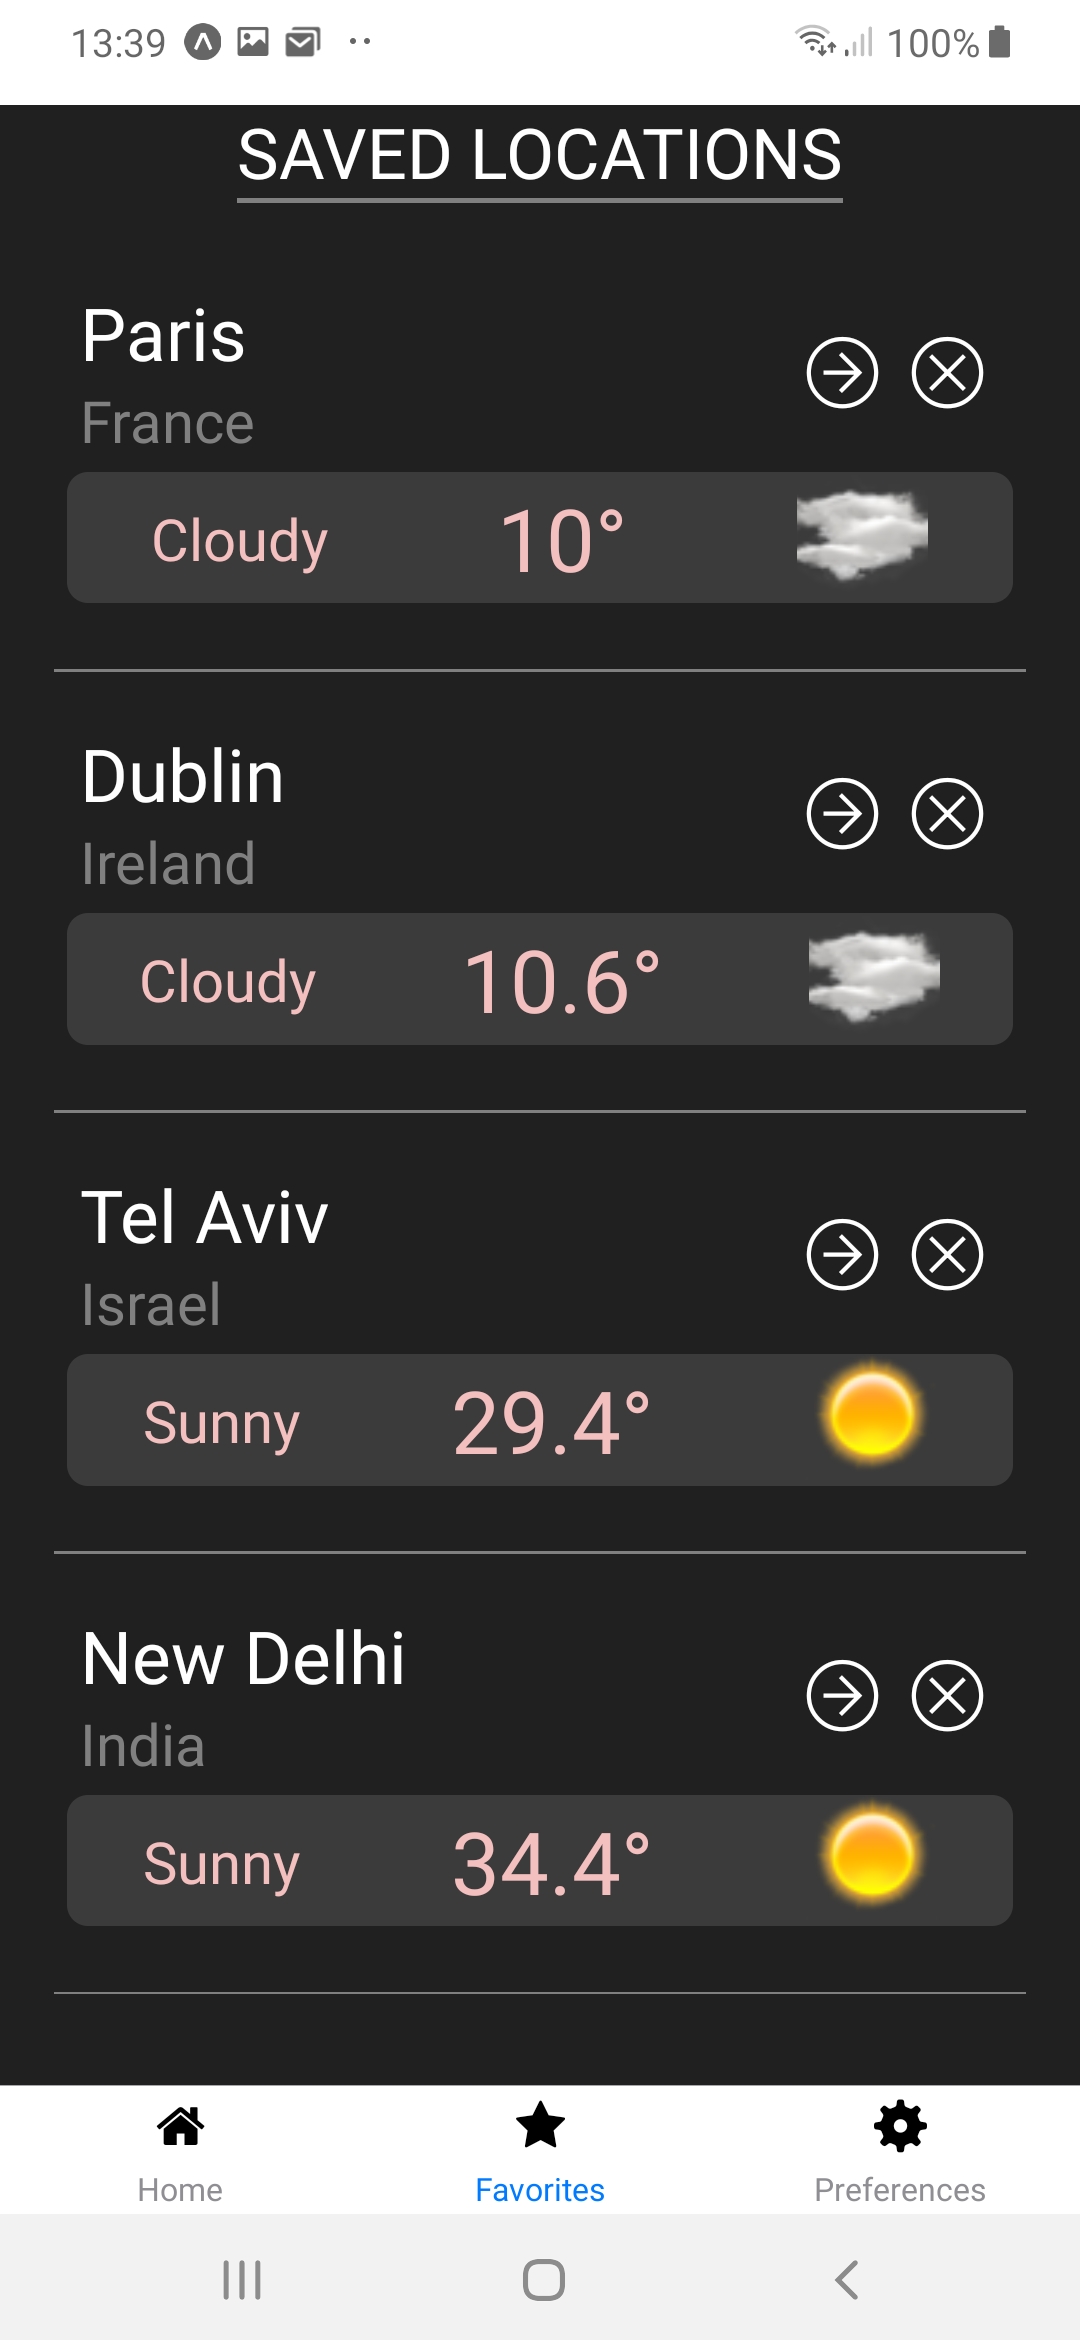 13:39 100%
SAVED LOCATIONS
Paris
France
Cloudy 10°
Dublin
Ireland
Cloudy 10.6°
Tel Aviv
Israel
Sunny 29.4°
New Delhi
India
Sunny 34.4°
Home Favorites Preferences